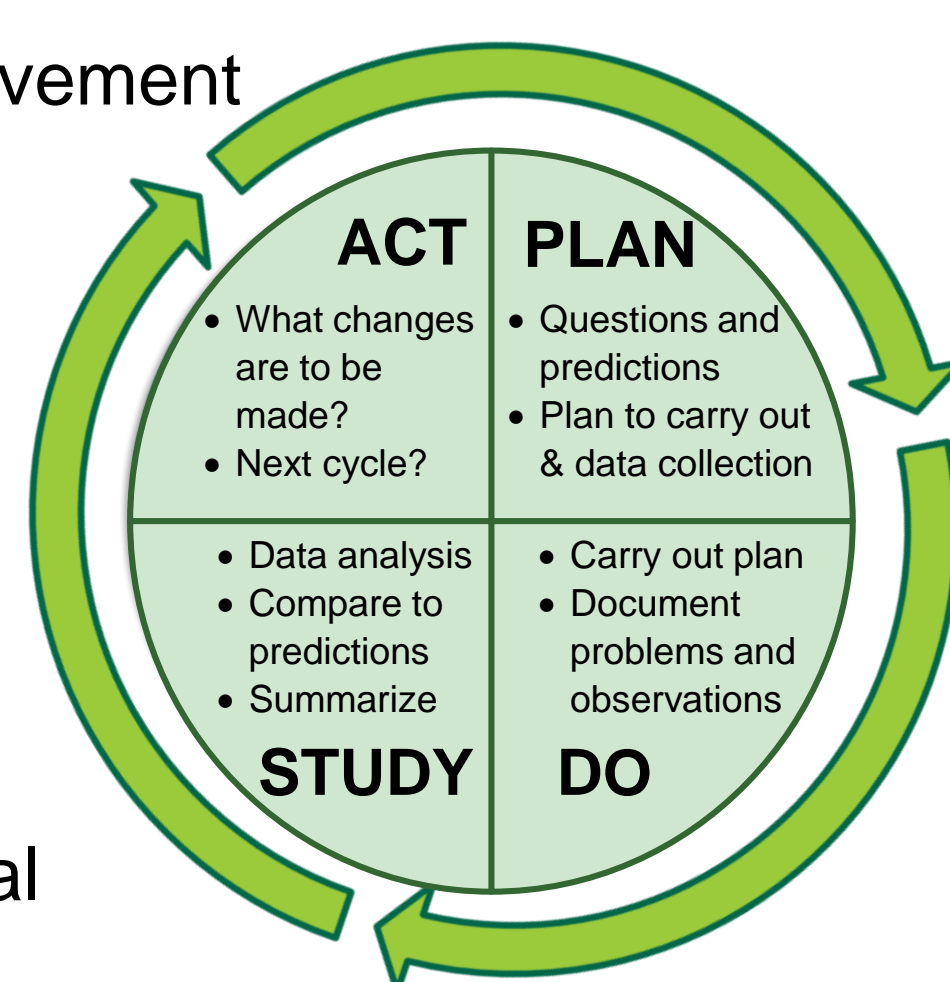 vement
ACT
• What changes
are to be
made?
• Next cycle?
PLAN
• Questions and
predictions
• Plan to carry out
& data collection
• Data analysis
• Compare to
predictions
• Summarize
STUDY
• Carry out plan
• Document
problems and
observations
DO
al